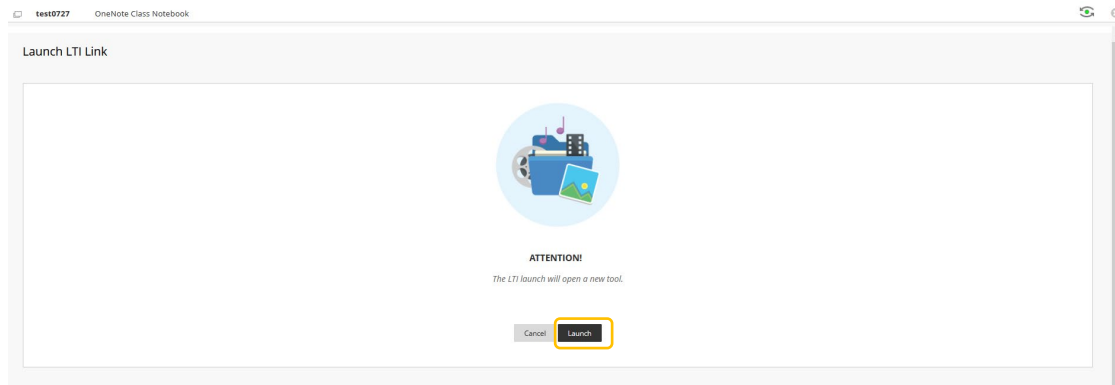 test0727 OneNote Class Notebook
Launch LTI Link
ATTENTION!
The LTI launch will open a new tool.
Cancel Launch